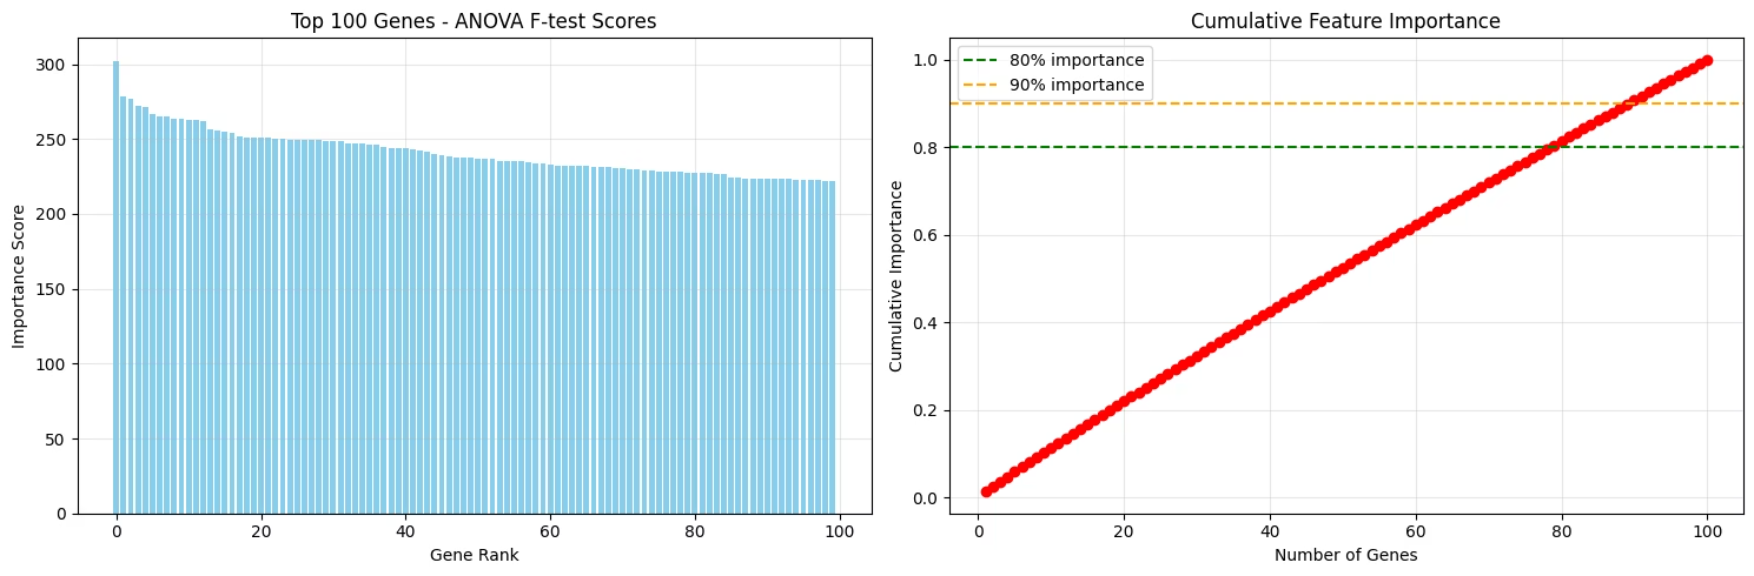 Top 100 Genes - ANOVA F-test Scores
300
250
200
150
100
50
0
Importance Score
0 20 40 60 80 100
Gene Rank
Cumulative Feature Importance
80% importance
90% importance
1.0
0.8
0.6
0.4
0.2
0.0
Cumulative Importance
0 20 40 60 80 100
Number of Genes